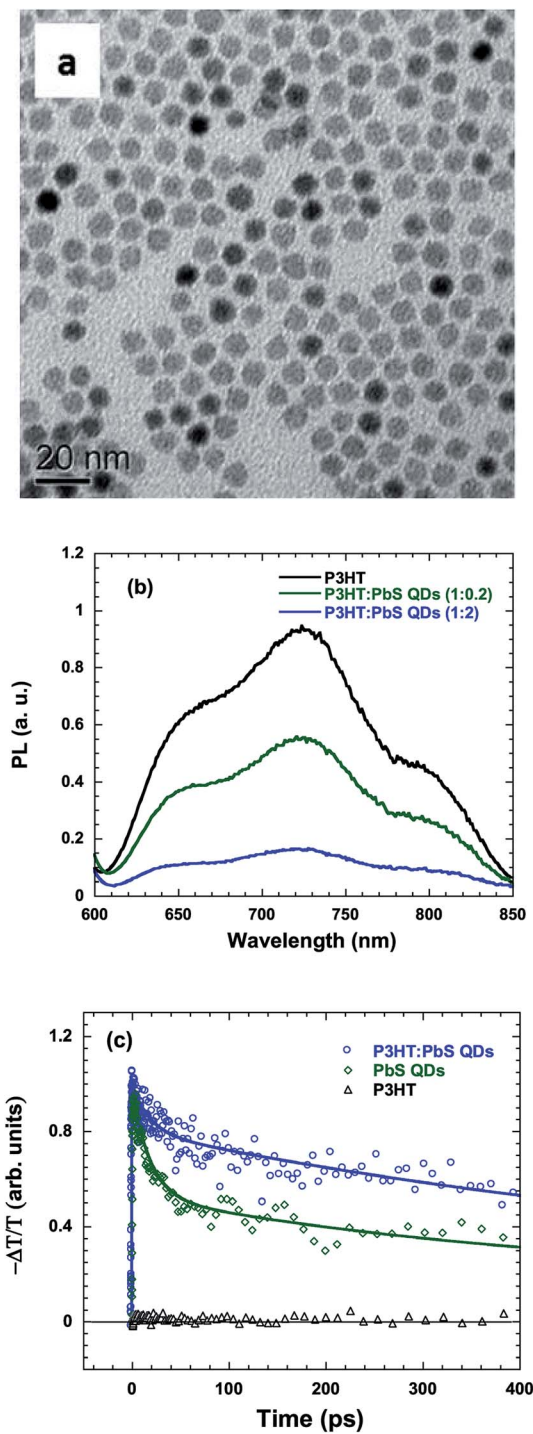 a
20 nm
1.2
(b)
P3HT
P3HT:PbS QDs (1:0.2)
P3HT:PbS QDs (1:2)
1
0.8
0.6
0.4
0.2
0
PL (a. u.)
600 650 700 750 800 850
Wavelength (nm)
1.2
(c)
P3HT:PbS QDs
PbS QDs
P3HT
0.8
0.4
0
−ΔT/T (arb. units)
0 100 200 300 400
Time (ps)